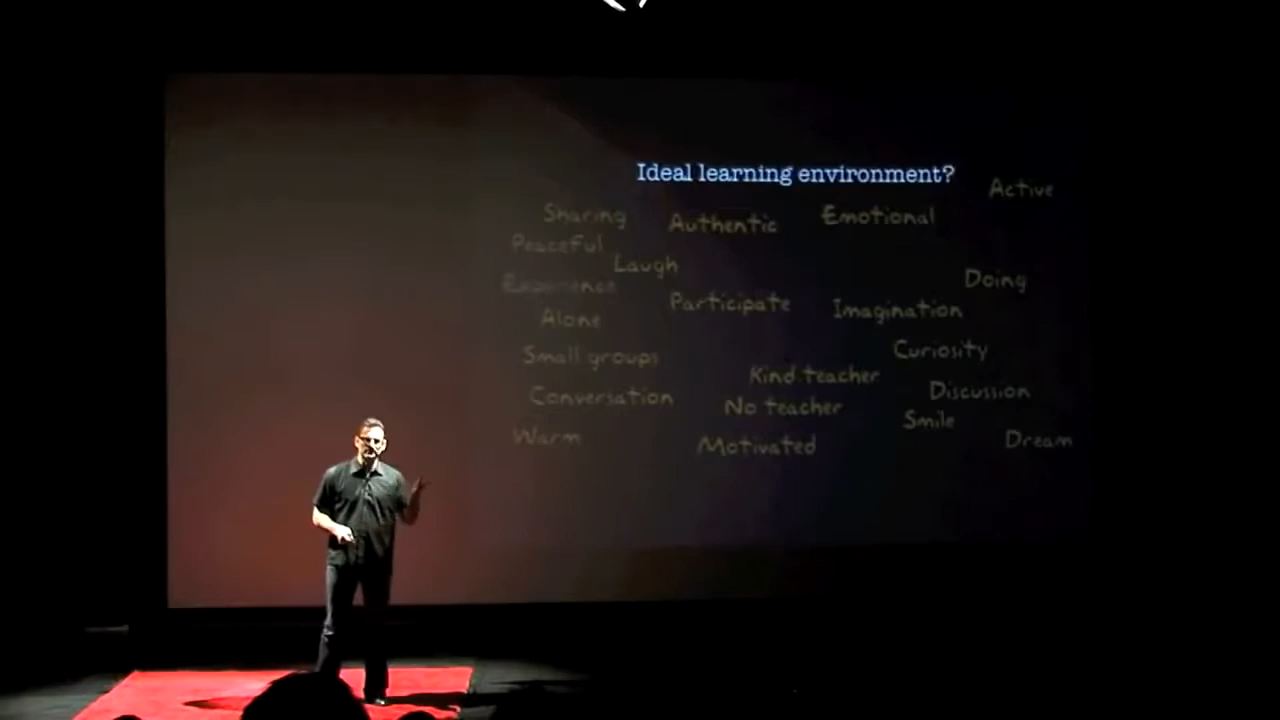 Ideal learning environment?
Active
Sharing
Authentic
Emotional
Peaceful
Laugh
Experience
Doing
Participate
Imagination
Alone
Small groups
Curiosity
Kind teacher
Conversation
Discussion
No teacher
Smile
Warm
Motivated
Dream